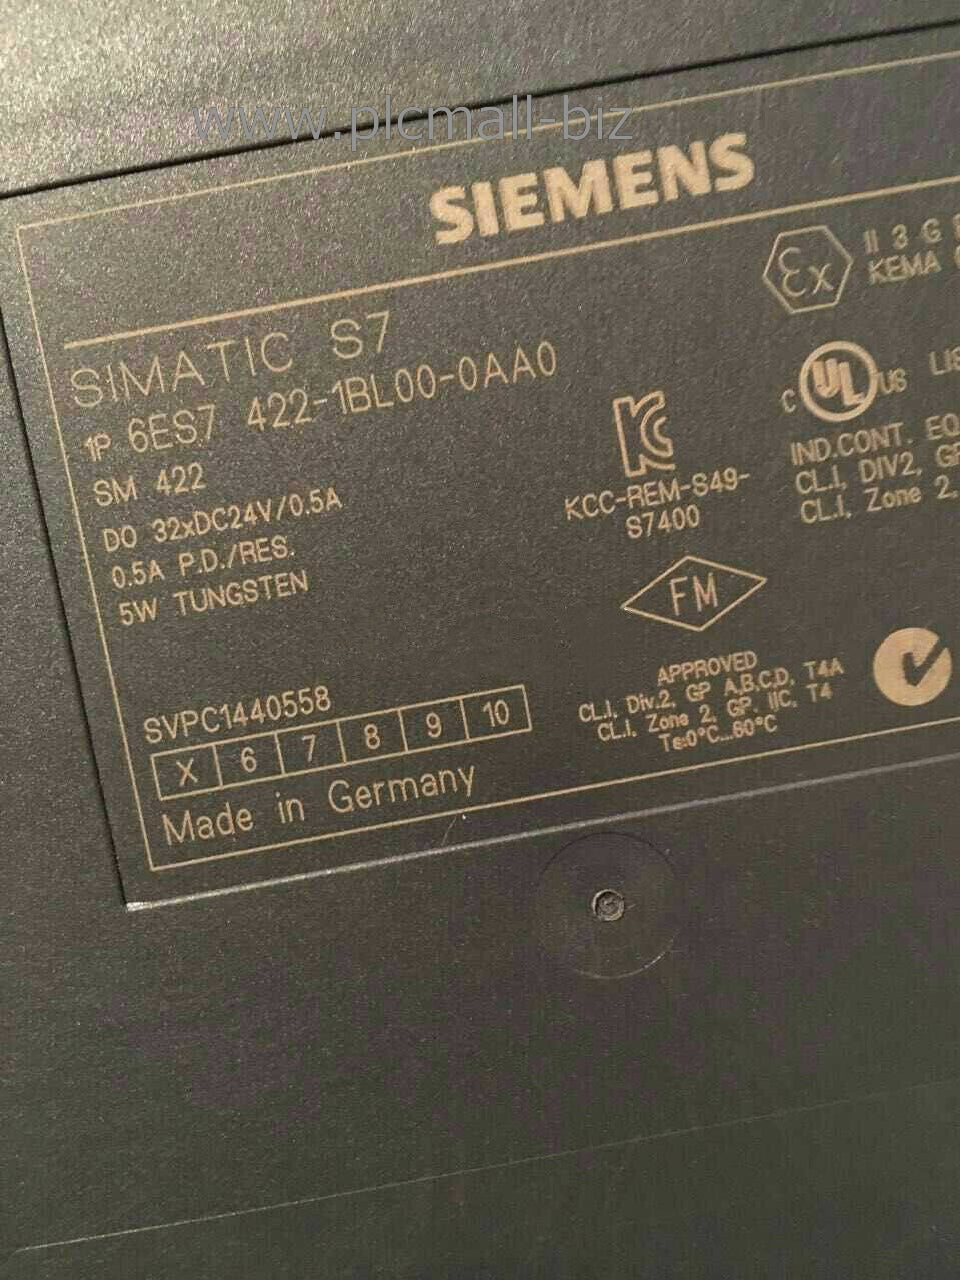 www.plcmall-biz
SIEMENS
SIMATIC S7
1P 6ES7 422-1BL00-0AA0
SM 422
DO 32xDC24V/0.5A
0.5A P.D./RES.
5W TUNGSTEN
SVPC1440558
X 6 7 8 9 10
Made in Germany
KCC-REM-S49-
S7400
FM
APPROVED
CL.I, Div.2, GP A,B,C,D, T4A
CL.I, Zone 2, GP. IIC, T4
Ta:0°C...60°C
Ex
II 3 G
KEMA
C UL US
IND.CONT. EQ
CL.I, DIV2, GP
CL.I, Zone 2,